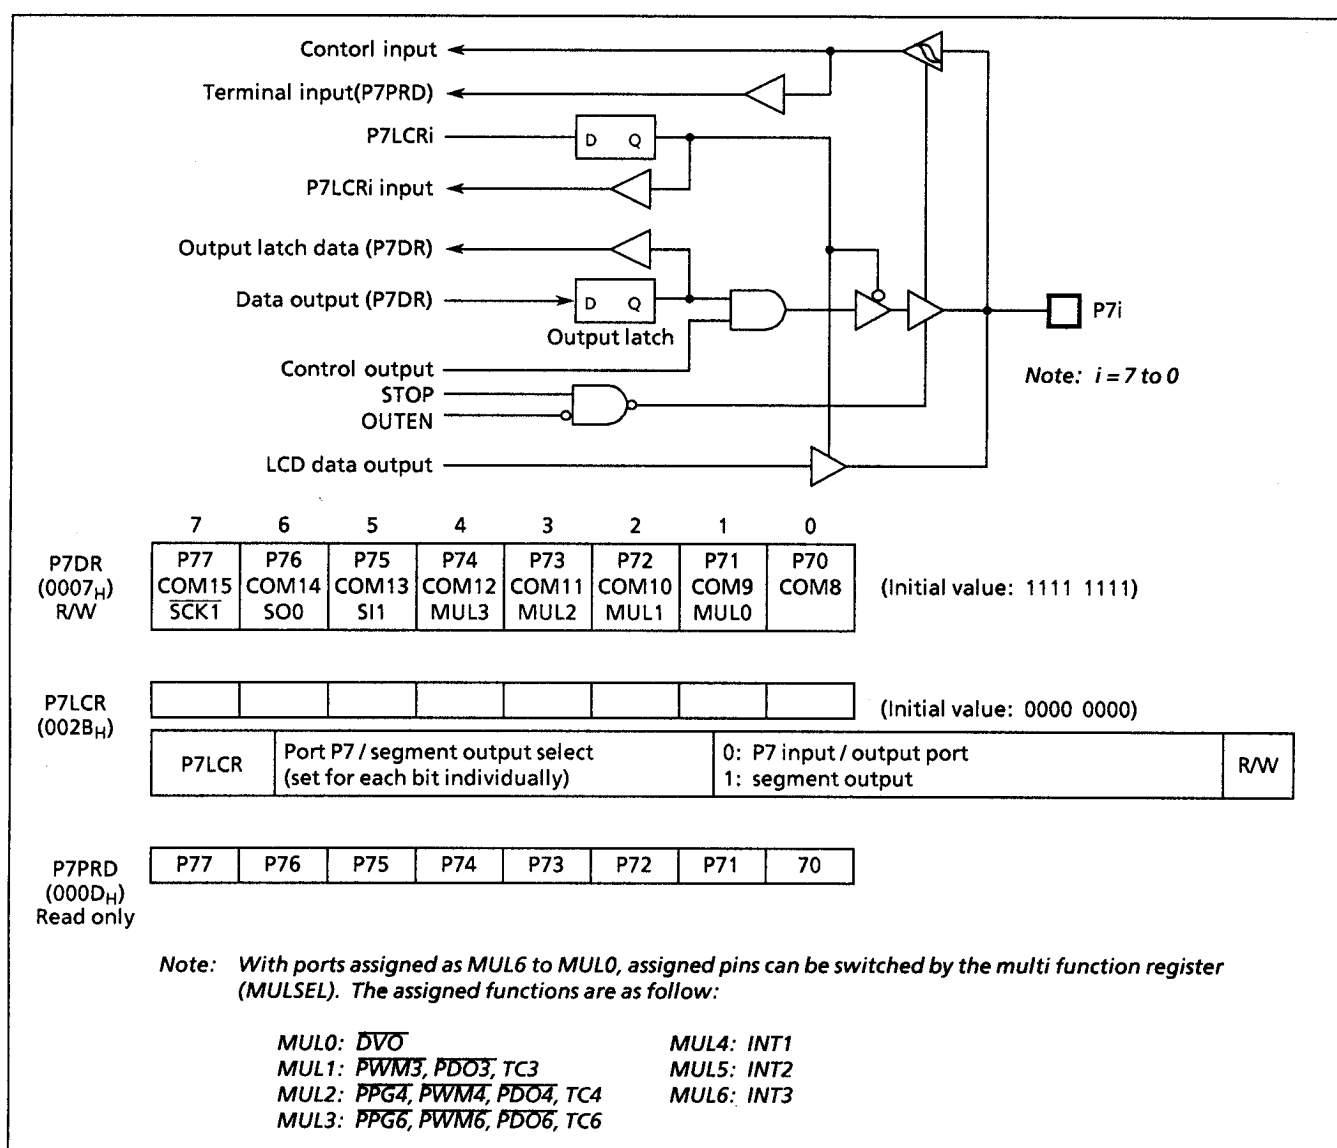 Contorl input
Terminal input(P7PRD)
P7LCRi
D Q
P7LCRi input
Output latch data (P7DR)
Data output (P7DR)
D Q
Output latch
P7i
Control output
STOP
OUTEN
Note: i = 7 to 0
LCD data output
7 6 5 4 3 2 1 0
P7DR
(0007H)
R/W
P77 P76 P75 P74 P73 P72 P71 P70
COM15 COM14 COM13 COM12 COM11 COM10 COM9 COM8
SCK1 SO0 SI1 MUL3 MUL2 MUL1 MUL0
(Initial value: 1111 1111)
P7LCR
(002BH)
(Initial value: 0000 0000)
P7LCR
Port P7 / segment output select
(set for each bit individually)
0: P7 input / output port
1: segment output
R/W
P7PRD
(000DH)
Read only
P77 P76 P75 P74 P73 P72 P71 70
Note: With ports assigned as MUL6 to MUL0, assigned pins can be switched by the multi function register
(MULSEL). The assigned functions are as follow:
MUL0: DVO
MUL1: PWM3, PDO3, TC3
MUL2: PPG4, PWM4, PDO4, TC4
MUL3: PPG6, PWM6, PDO6, TC6
MUL4: INT1
MUL5: INT2
MUL6: INT3